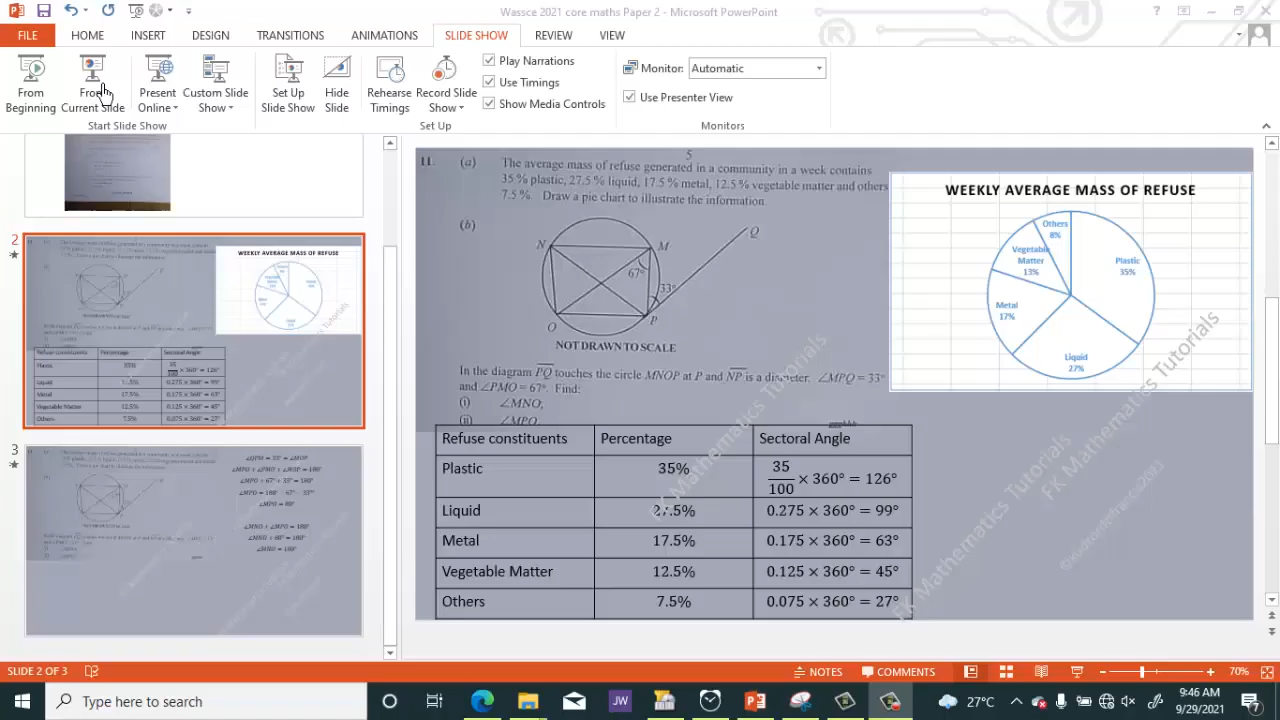 Wassce 2021 core maths Paper 2 - Microsoft PowerPoint
FILE HOME INSERT DESIGN TRANSITIONS ANIMATIONS SLIDE SHOW REVIEW VIEW
From Beginning
From Current Slide
Present Online
Custom Slide Show
Set Up Slide Show
Hide Slide
Rehearse Timings
Record Slide Show
Play Narrations
Use Timings
Show Media Controls
Monitor: Automatic
Use Presenter View
Start Slide Show
Set Up
Monitors
2
3
5
11. (a) The average mass of refuse generated in a community in a week contains
35 % plastic, 27.5 % liquid, 17.5 % metal, 12.5 % vegetable matter and others
7.5 %. Draw a pie chart to illustrate the information.
(b)
N
M
Q
67°
33°
O
P
NOT DRAWN TO SCALE
In the diagram PQ touches the circle MNOP at P and NP is a diameter. ∠MPQ = 33°
and ∠PMO = 67°. Find:
(i) ∠MNO;
(ii) ∠MPO.
WEEKLY AVERAGE MASS OF REFUSE
Others
8%
Vegetable
Matter
13%
Plastic
35%
Metal
17%
Liquid
27%
Refuse constituents Percentage Sectoral Angle
Plastic 35% 35/100 × 360° = 126°
Liquid 27.5% 0.275 × 360° = 99°
Metal 17.5% 0.175 × 360° = 63°
Vegetable Matter 12.5% 0.125 × 360° = 45°
Others 7.5% 0.075 × 360° = 27°
FK Mathematics Tutorials
SLIDE 2 OF 3
NOTES
COMMENTS
70%
Type here to search
JW
27°C
9:46 AM
9/29/2021
7